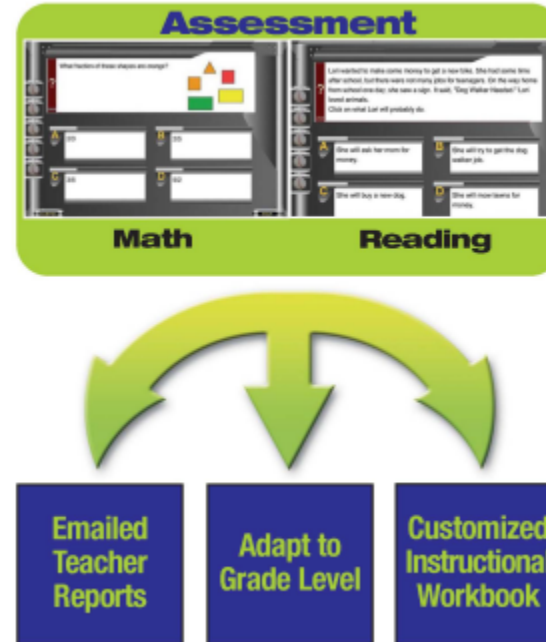 Assessment
What fraction of these shapes are orange?
A
B
C
D
Lori wanted to make some money to get a new bike. She had some time
after school, but there were not many jobs for teenagers. On the way home
from school one day, she saw a sign. It said, "Dog Walker Needed." Lori
loved animals.
Click on what Lori will probably do.
A
She will ask her mom for
money.
B
She will try to get the dog
walker job.
C
She will buy a new dog.
D
She will mow lawns for
money.
Math
Reading
Emailed
Teacher
Reports
Adapt to
Grade Level
Customized
Instructional
Workbook